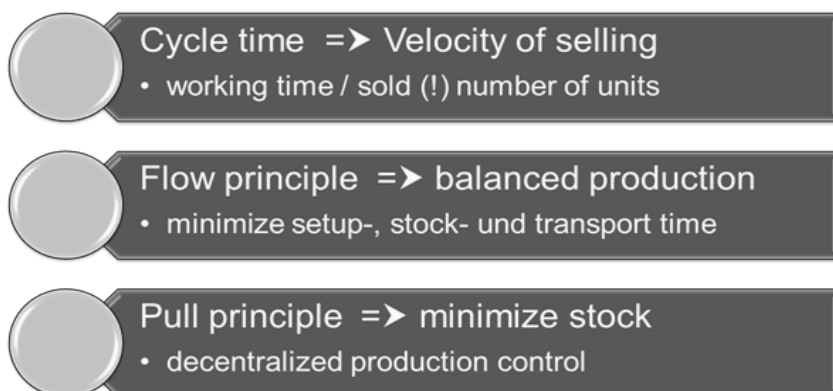 Cycle time => Velocity of selling
• working time / sold (!) number of units
Flow principle => balanced production
• minimize setup-, stock- und transport time
Pull principle => minimize stock
• decentralized production control